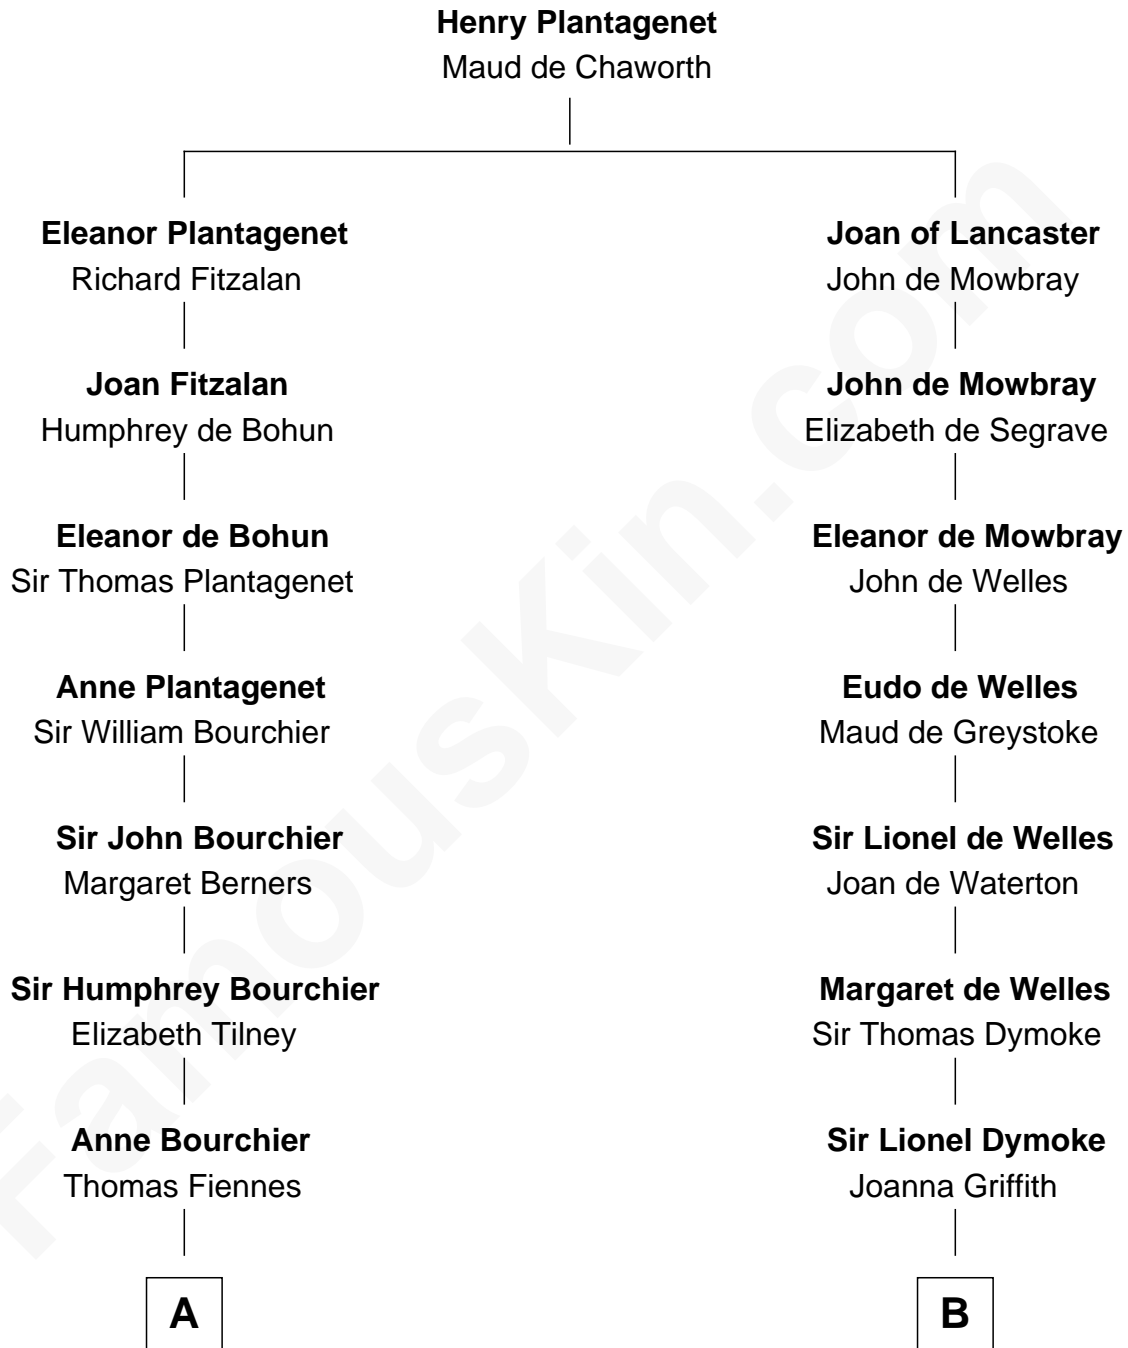 Henry Plantagenet
Maud de Chaworth
Eleanor Plantagenet
Richard Fitzalan
Joan of Lancaster
John de Mowbray
Joan Fitzalan
Humphrey de Bohun
John de Mowbray
Elizabeth de Segrave
Eleanor de Bohun
Sir Thomas Plantagenet
Eleanor de Mowbray
John de Welles
Anne Plantagenet
Sir William Bourchier
Eudo de Welles
Maud de Greystoke
Sir John Bourchier
Margaret Berners
Sir Lionel de Welles
Joan de Waterton
Sir Humphrey Bourchier
Elizabeth Tilney
Margaret de Welles
Sir Thomas Dymoke
Anne Bourchier
Thomas Fiennes
Sir Lionel Dymoke
Joanna Griffith
A
B
FamousKin.com